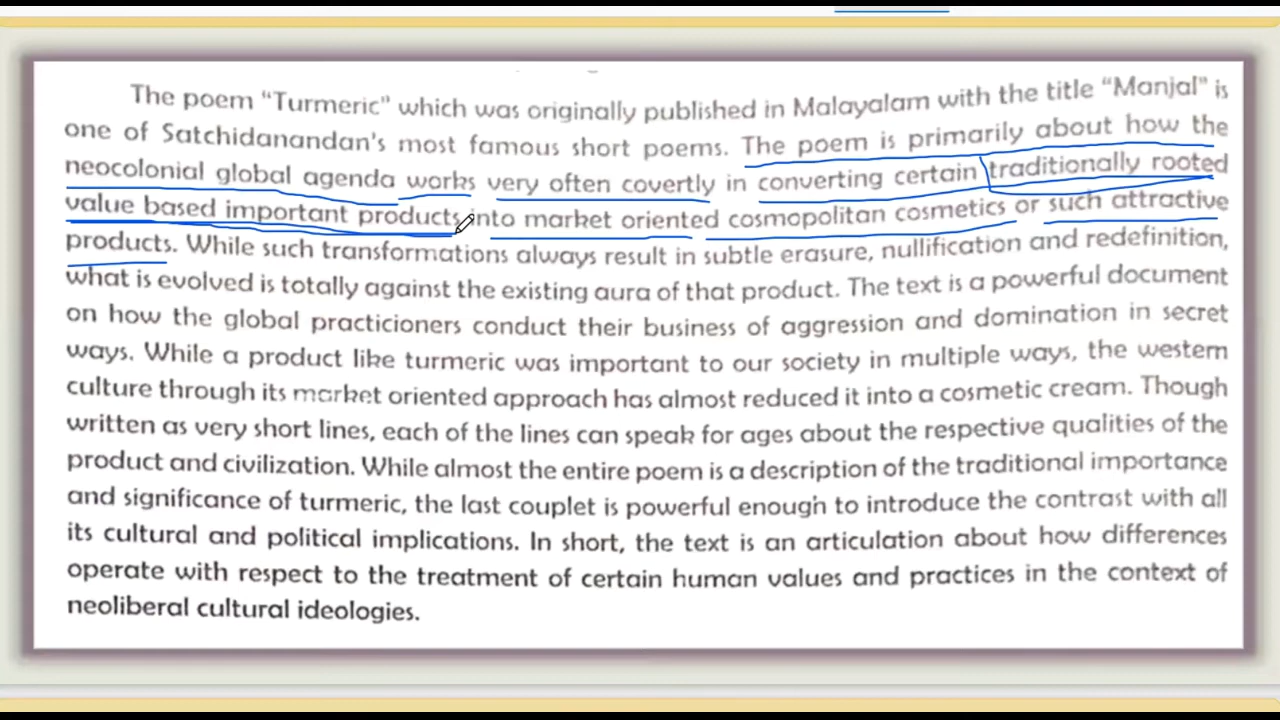 The poem “Turmeric” which was originally published in Malayalam with the title “Manjal” is
one of Satchidanandan's most famous short poems. The poem is primarily about how the
neocolonial global agenda works very often covertly in converting certain traditionally rooted
value based important products into market oriented cosmopolitan cosmetics or such attractive
products. While such transformations always result in subtle erasure, nullification and redefinition,
what is evolved is totally against the existing aura of that product. The text is a powerful document
on how the global practicioners conduct their business of aggression and domination in secret
ways. While a product like turmeric was important to our society in multiple ways, the western
culture through its market oriented approach has almost reduced it into a cosmetic cream. Though
written as very short lines, each of the lines can speak for ages about the respective qualities of the
product and civilization. While almost the entire poem is a description of the traditional importance
and significance of turmeric, the last couplet is powerful enough to introduce the contrast with all
its cultural and political implications. In short, the text is an articulation about how differences
operate with respect to the treatment of certain human values and practices in the context of
neoliberal cultural ideologies.